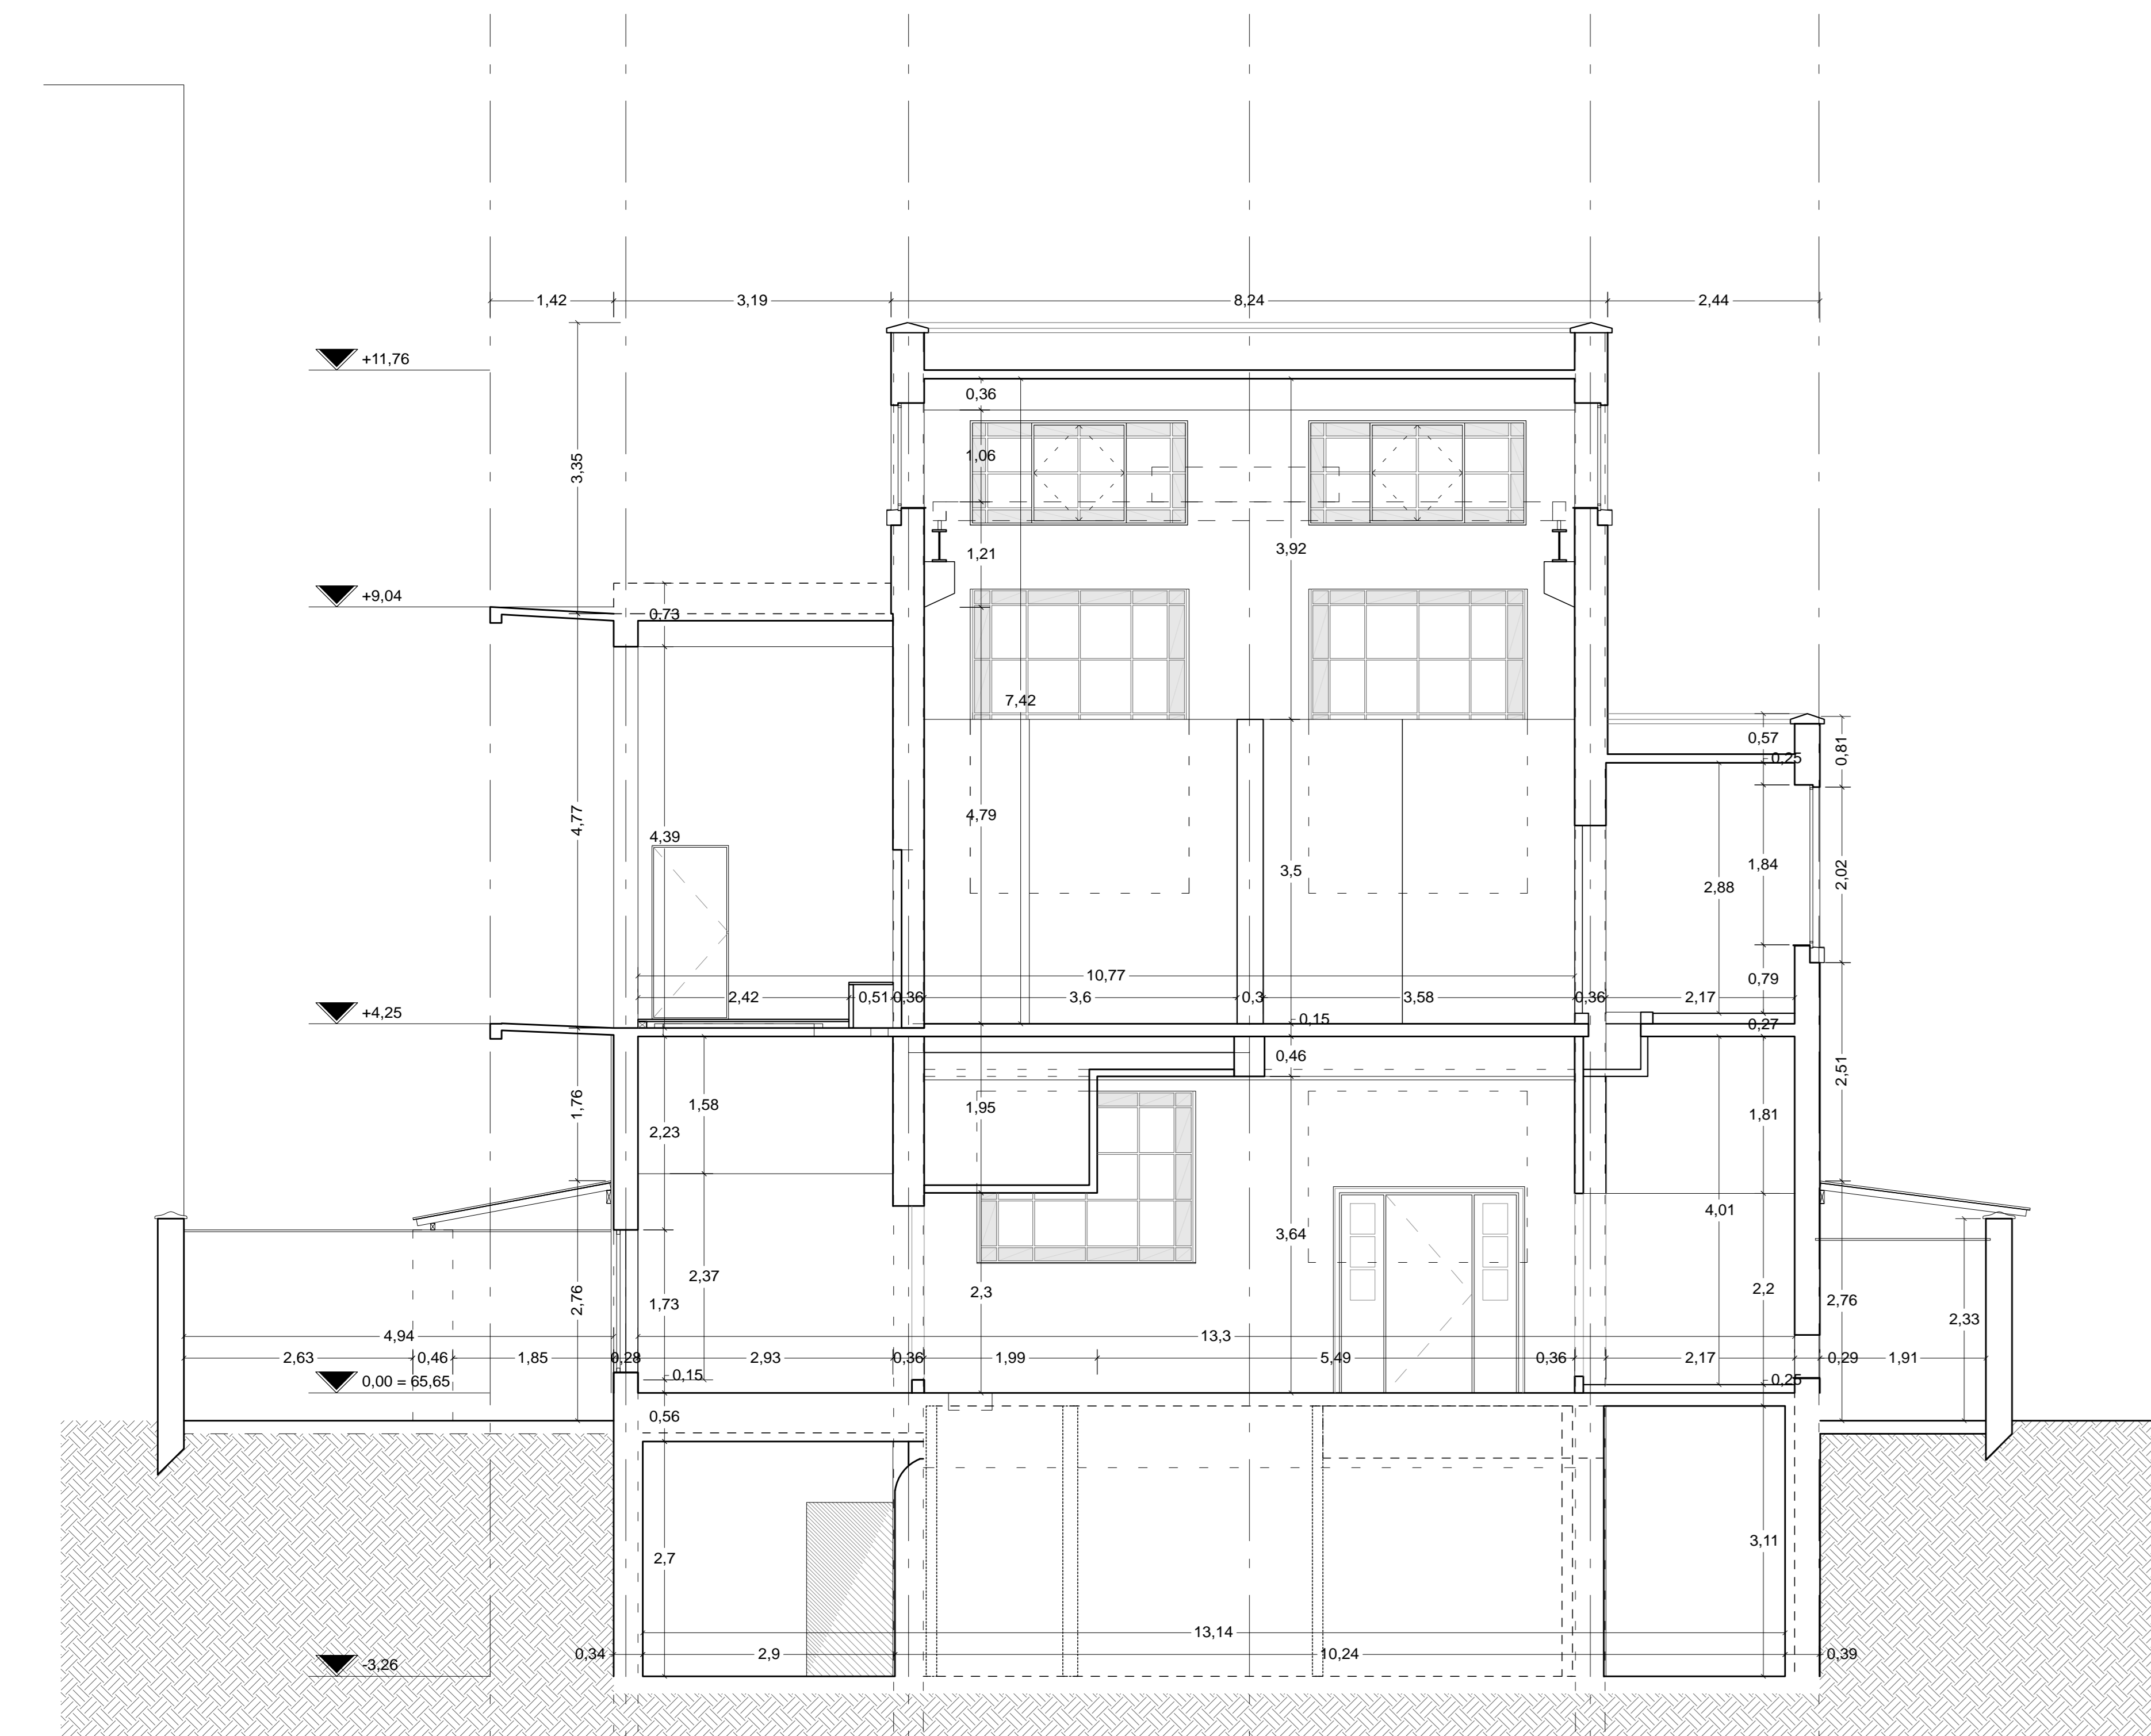 1,42 3,19 8,24 2,44
+11,76
0,36
1,06
3,35
1,21 3,92
+9,04
0,73
7,42
0,57
0,25 0,81
4,77 4,39 4,79
3,5 2,88 1,84 2,02
10,77
0,79
2,42 0,51 0,36 3,6 0,3 3,58 0,36 2,17
+4,25
0,15 0,27
0,46
2,51
1,76 1,58 1,95 1,81
2,23
4,01
3,64
2,37 2,3 2,2
2,76 1,73 2,76 2,33
4,94 13,3
2,63 0,46 1,85 0,28 2,93 0,36 1,99 5,49 0,36 2,17 0,29 1,91
0,00 = 65,65 0,15 0,25
0,56
2,7 3,11
13,14
0,34 2,9 10,24 0,39
-3,26